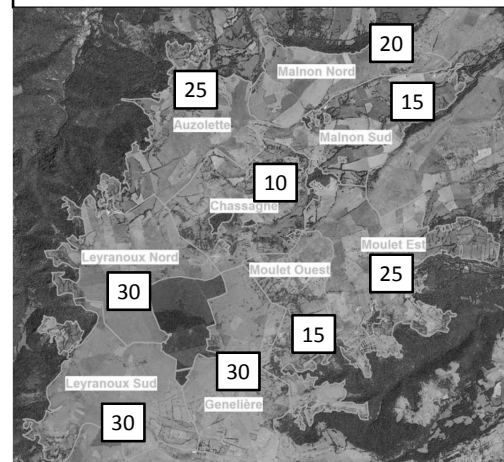 20
Malnon Nord
25
15
Auzolette
Malnon Sud
10
Chassagne
Moulet Est
Leyranoux Nord
Moulet Ouest
25
30
15
30
Leyranoux Sud
Genelière
30